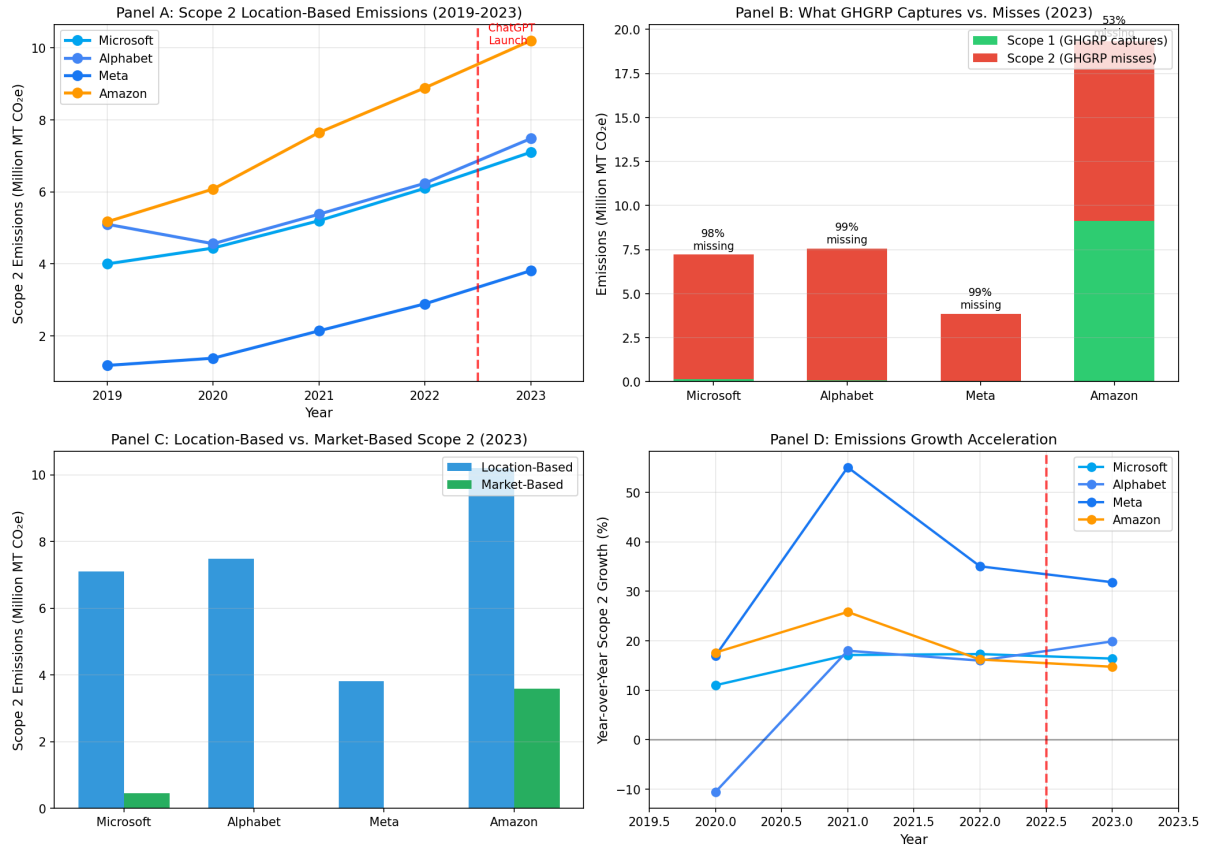 Panel A: Scope 2 Location-Based Emissions (2019-2023)
ChatGPT
Launch
Microsoft
Alphabet
Meta
Amazon
Scope 2 Emissions (Million MT CO₂e)
10
8
6
4
2
2019 2020 2021 2022 2023
Year
Panel B: What GHGRP Captures vs. Misses (2023)
53%
missing
Scope 1 (GHGRP captures)
Scope 2 (GHGRP misses)
Emissions (Million MT CO₂e)
20.0
17.5
15.0
12.5
10.0
7.5
5.0
2.5
0.0
98%
missing
99%
missing
99%
missing
Microsoft Alphabet Meta Amazon
Panel C: Location-Based vs. Market-Based Scope 2 (2023)
Location-Based
Market-Based
Scope 2 Emissions (Million MT CO₂e)
10
8
6
4
2
0
Microsoft Alphabet Meta Amazon
Panel D: Emissions Growth Acceleration
Microsoft
Alphabet
Meta
Amazon
Year-over-Year Scope 2 Growth (%)
50
40
30
20
10
0
−10
2019.5 2020.0 2020.5 2021.0 2021.5 2022.0 2022.5 2023.0 2023.5
Year